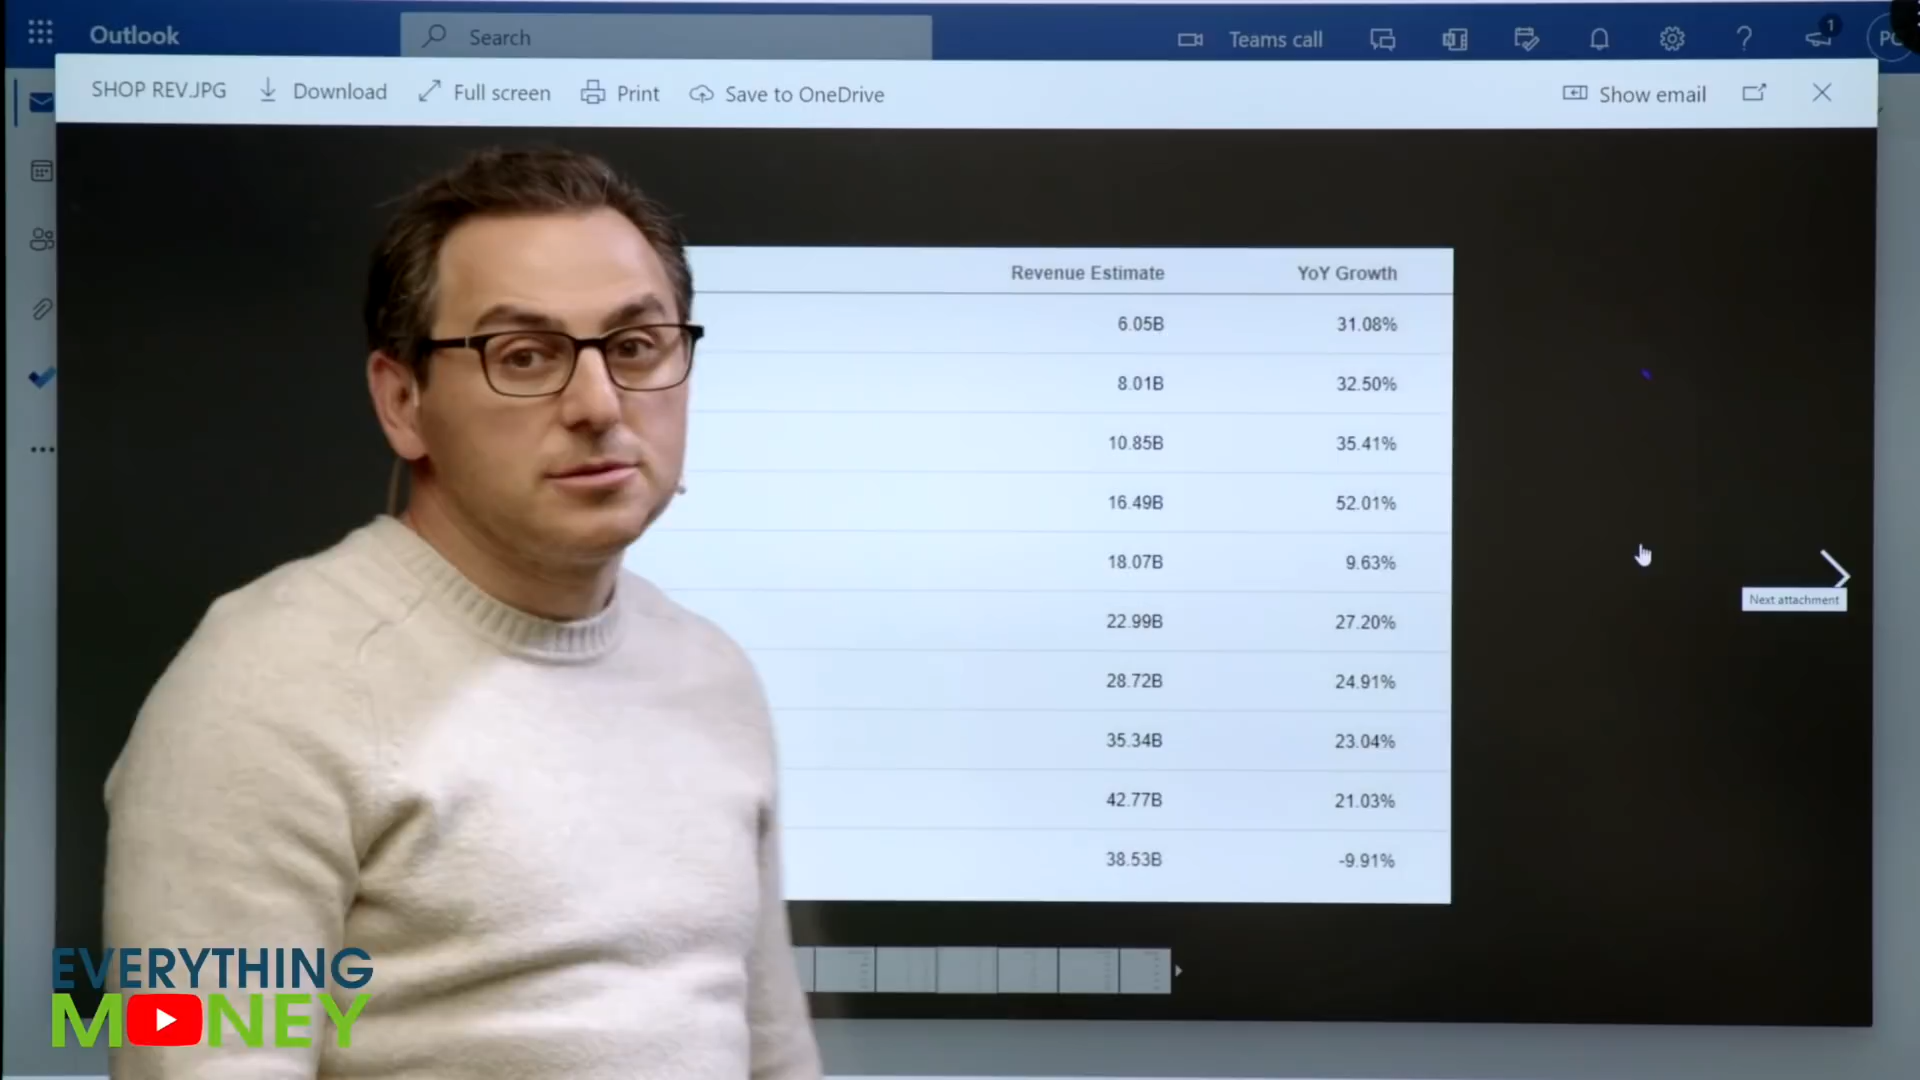 Outlook
Search
Teams call
1
PC
SHOP REV.JPG
Download
Full screen
Print
Save to OneDrive
Show email
Revenue Estimate YoY Growth
6.05B 31.08%
8.01B 32.50%
10.85B 35.41%
16.49B 52.01%
18.07B 9.63%
22.99B 27.20%
28.72B 24.91%
35.34B 23.04%
42.77B 21.03%
38.53B -9.91%
Next attachment
EVERYTHING
MONEY